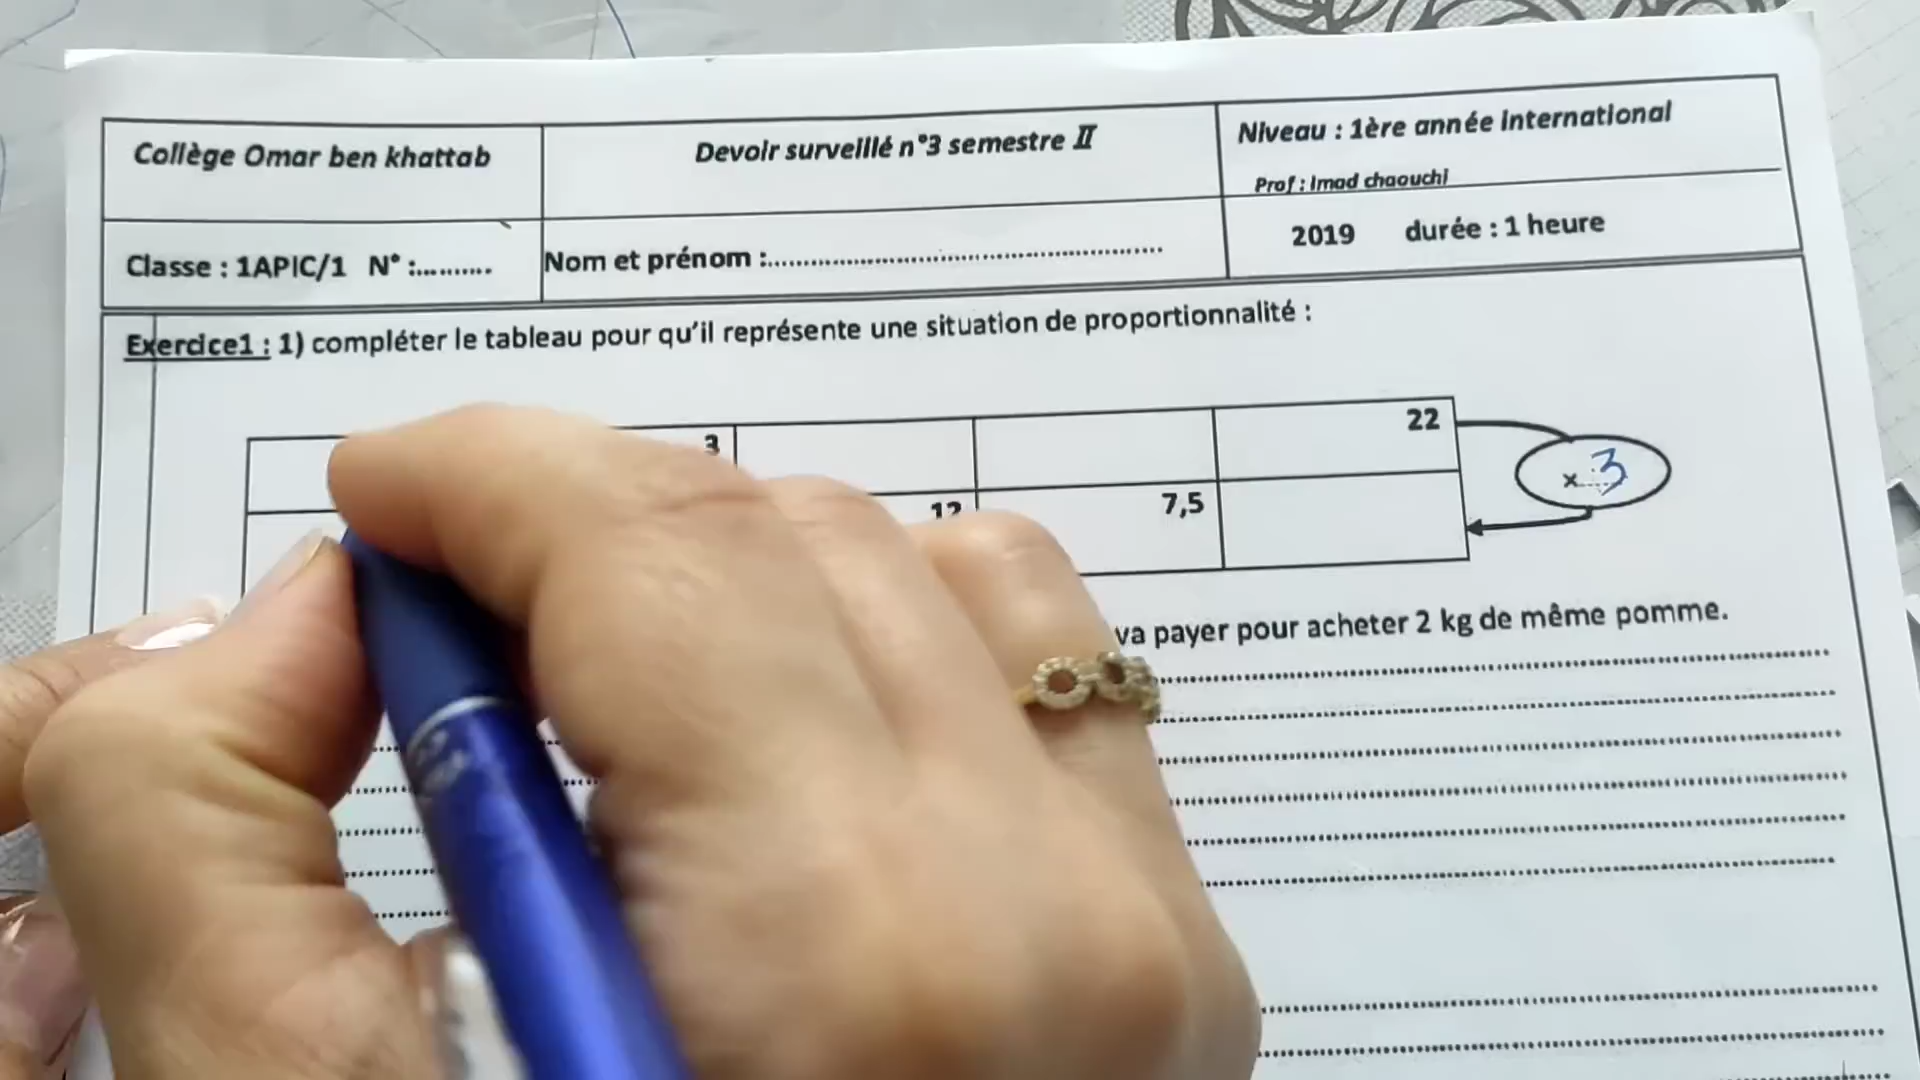 Collège Omar ben khattab
Devoir surveillé n°3 semestre II
Niveau : 1ère année international
Prof : Imad chaouchi
Classe : 1APIC/1 N° :..........
Nom et prénom :......................................................
2019 durée : 1 heure
Exercice1 : 1) compléter le tableau pour qu'il représente une situation de proportionnalité :
3 22
12 7,5
× 3
va payer pour acheter 2 kg de même pomme.